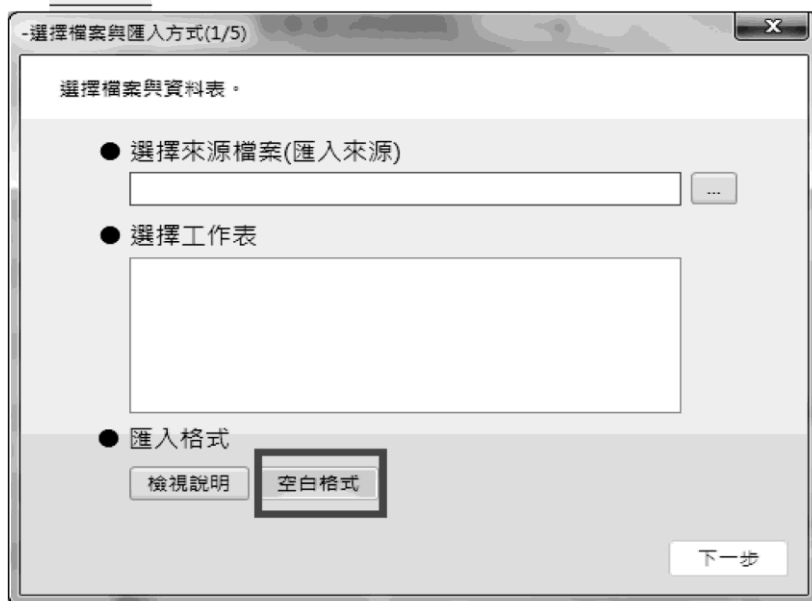 -選擇檔案與匯入方式(1/5)
X
選擇檔案與資料表。
● 選擇來源檔案(匯入來源)
...
● 選擇工作表
● 匯入格式
檢視說明 空白格式
下一步